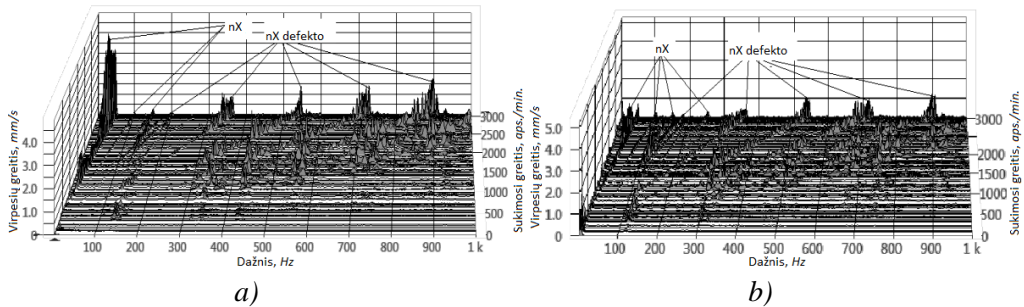 nX
nX defekto
Virpesių greitis, mm/s
4.0
3.0
2.0
1.0
0
100 200 300 400 500 600 700 800 900 1 k
Dažnis, Hz
3000
2500
2000
1500
1000
500
0
Sukimosi greitis, aps./min.
a)
nX
nX defekto
Virpesių greitis, mm/s
5.0
4.0
3.0
2.0
1.0
0
100 200 300 400 500 600 700 800 900 1 k
Dažnis, Hz
3000
2000
1500
1000
500
0
Sukimosi greitis, aps./min.
b)